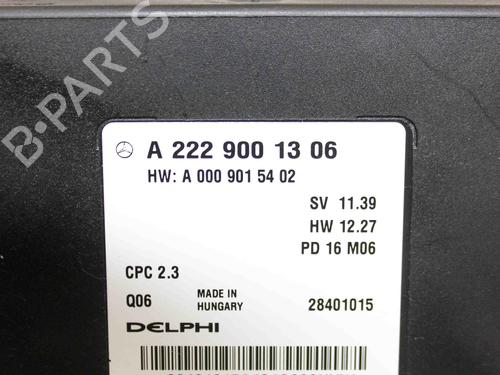 B-PARTS
A 222 900 13 06
HW: A 000 901 54 02
SV 11.39
HW 12.27
PD 16 M06
CPC 2.3
Q06
MADE IN
HUNGARY
28401015
DELPHI